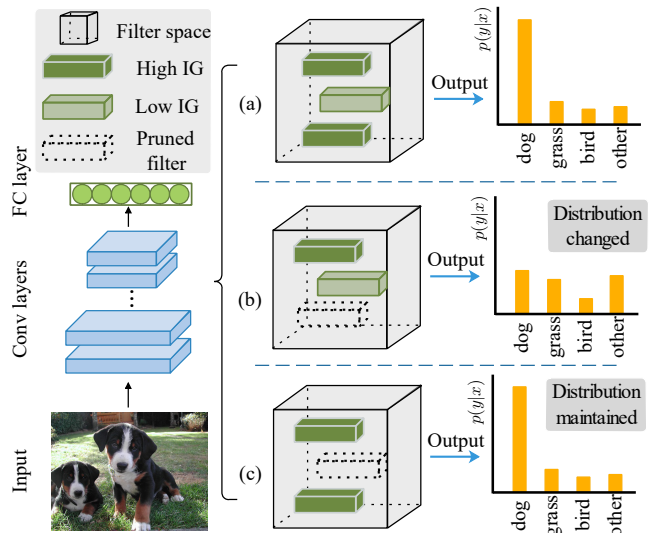 Filter space
High IG
Low IG
Pruned
filter
FC layer
Conv layers
Input
(a)
Output
p(y|x)
dog
grass
bird
other
(b)
Output
p(y|x)
Distribution
changed
dog
grass
bird
other
(c)
Output
p(y|x)
Distribution
maintained
dog
grass
bird
other